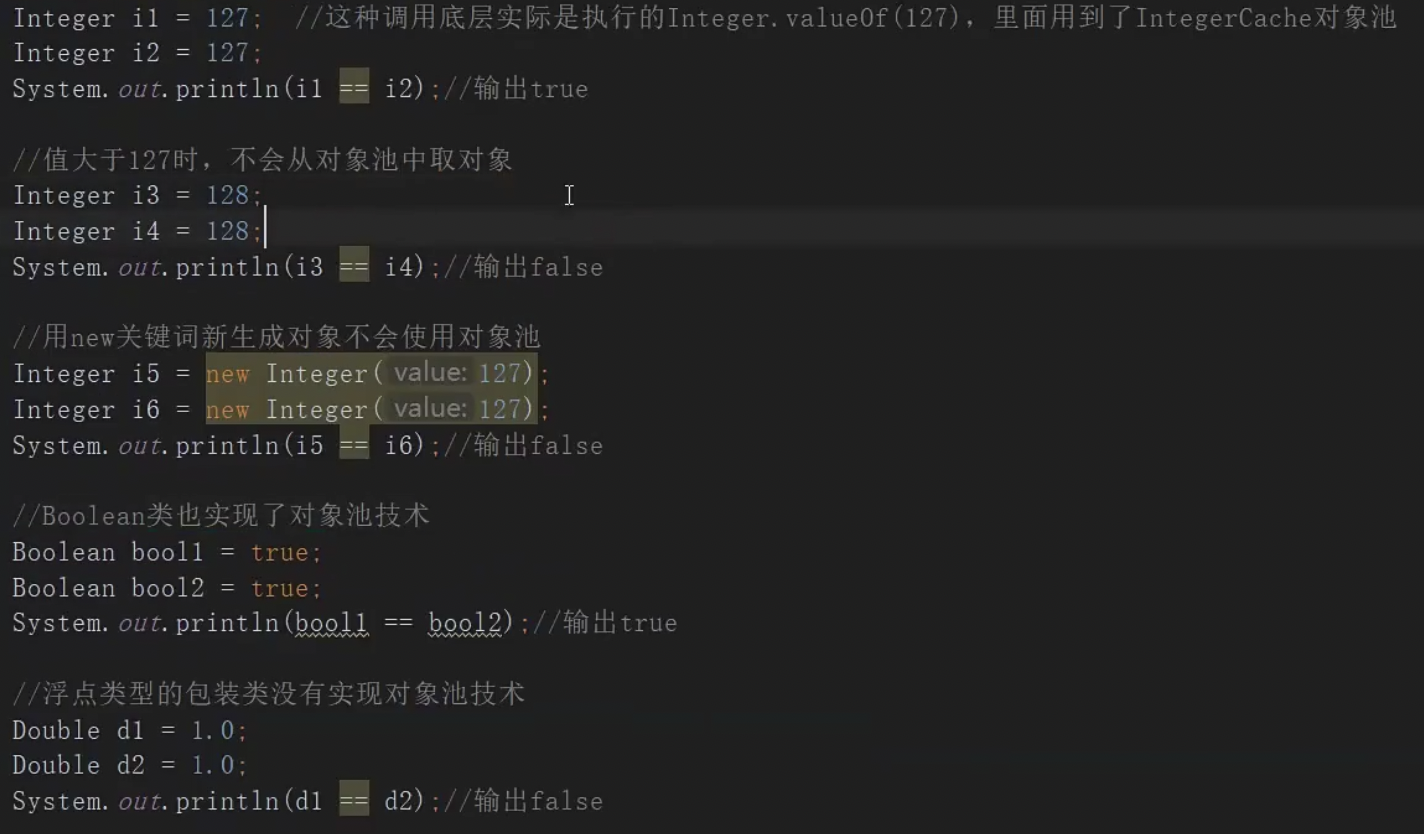 Integer i1 = 127;  //这种调用底层实际是执行的Integer.valueOf(127)，里面用到了IntegerCache对象池
Integer i2 = 127;
System.out.println(i1 == i2);//输出true
//值大于127时，不会从对象池中取对象
Integer i3 = 128;
Integer i4 = 128;
System.out.println(i3 == i4);//输出false
//用new关键词新生成对象不会使用对象池
Integer i5 = new Integer( value: 127);
Integer i6 = new Integer( value: 127);
System.out.println(i5 == i6);//输出false
//Boolean类也实现了对象池技术
Boolean bool1 = true;
Boolean bool2 = true;
System.out.println(bool1 == bool2);//输出true
//浮点类型的包装类没有实现对象池技术
Double d1 = 1.0;
Double d2 = 1.0;
System.out.println(d1 == d2);//输出false